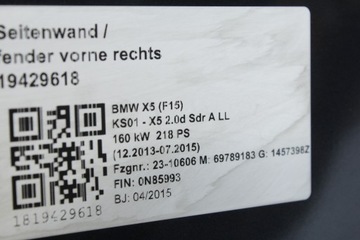 Seitenwand /
fender vorne rechts
19429618
BMW X5 (F15)
KS01 - X5 2.0d Sdr A LL
160 kW 218 PS
(12.2013-07.2015)
Fzgnr.: 23-10606 M: 69789183 G: 1457398Z
FIN: 0N85993
BJ: 04/2015
1819429618